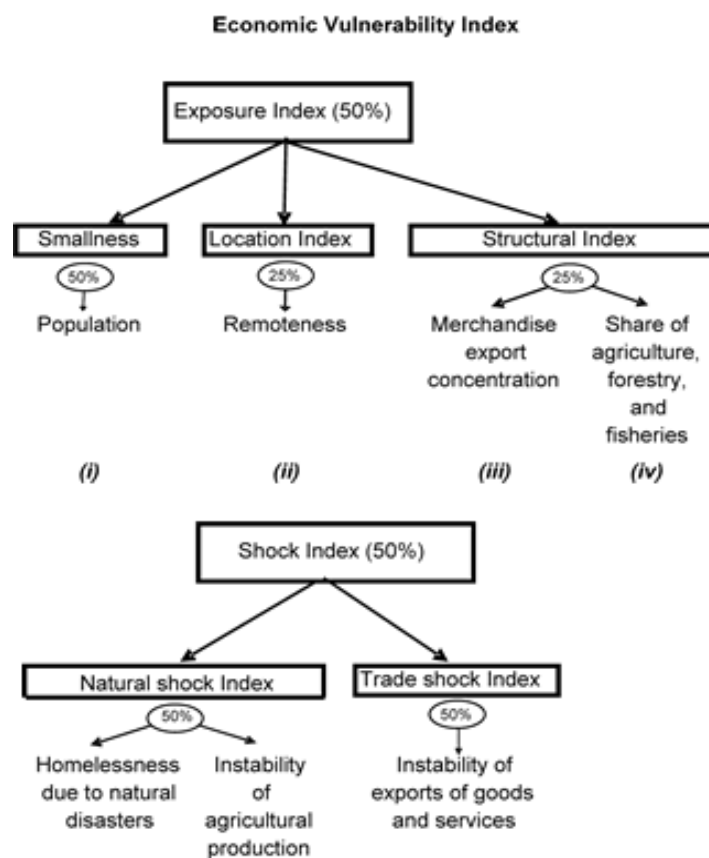 Economic Vulnerability Index
Exposure Index (50%)
Smallness
Location Index
Structural Index
50%
25%
25%
Population
Remoteness
Merchandise
export
concentration
Share of
agriculture,
forestry,
and
fisheries
(i)
(ii)
(iii)
(iv)
Shock Index (50%)
Natural shock Index
Trade shock Index
50%
50%
Homelessness
due to natural
disasters
Instability
of
agricultural
production
Instability of
exports of goods
and services